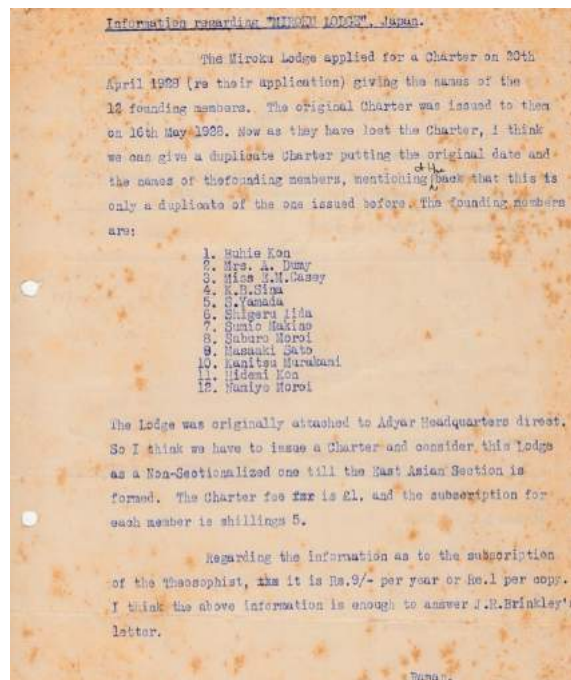 Information regarding "MIROKU LODGE", Japan.
The Miroku Lodge applied for a Charter on 20th
April 1928 (re their application) giving the names of the
12 founding members. The original Charter was issued to them
on 16th May 1928. Now as they have lost the Charter, I think
we can give a duplicate Charter putting the original date and
the names of thefounding members, mentioning at the back that this is
only a duplicate of the one issued before. The founding members
are:
1. Kon
2. Mrs. A. Dumy
3. Miss E.M.Casey
4. K.B.Sina
5. S.Yamada
6. Shigeru Iida
7. Sumio Makino
8. Saburo Moroi
9. Masaaki Sato
10. Kanitsu Murakami
11. Hidemi Kon
12. Namiyo Moroi
The Lodge was originally attached to Adyar Headquarters direct.
So I think we have to issue a Charter and consider this Lodge
as a Non-Sectionalized one till the East Asian Section is
formed. The Charter fee is £1, and the subscription for
each member is shillings 5.
Regarding the information as to the subscription
of the Theosophist, it is Rs.9/- per year or Re.1 per copy.
I think the above information is enough to answer J.R.Brinkley's
letter.
Raman.